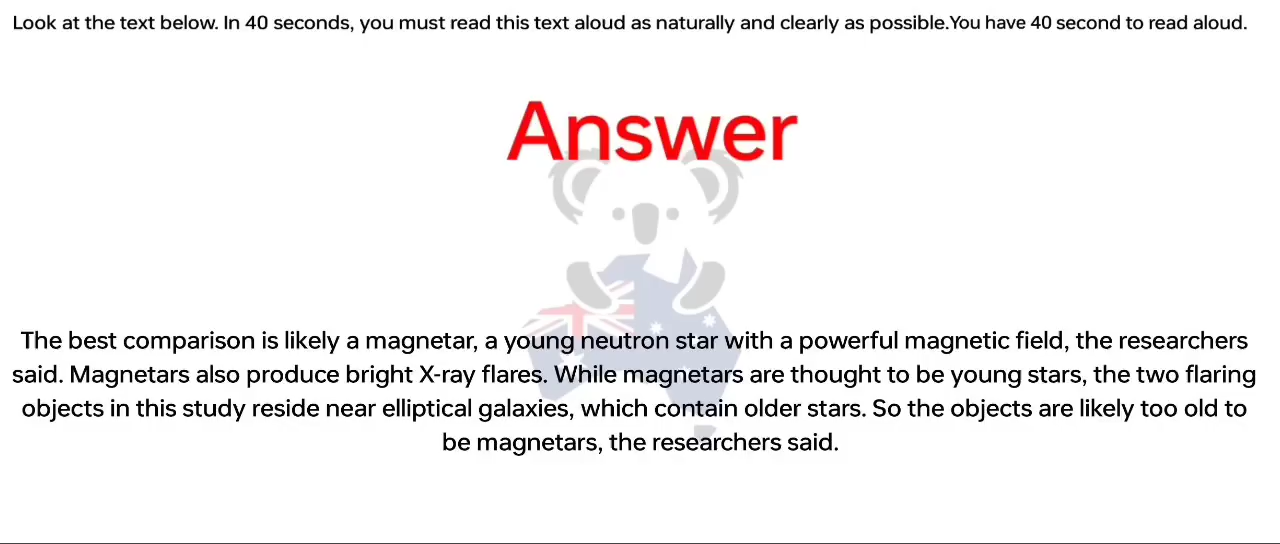 Look at the text below. In 40 seconds, you must read this text aloud as naturally and clearly as possible.You have 40 second to read aloud.
Answer
The best comparison is likely a magnetar, a young neutron star with a powerful magnetic field, the researchers
said. Magnetars also produce bright X-ray flares. While magnetars are thought to be young stars, the two flaring
objects in this study reside near elliptical galaxies, which contain older stars. So the objects are likely too old to
be magnetars, the researchers said.